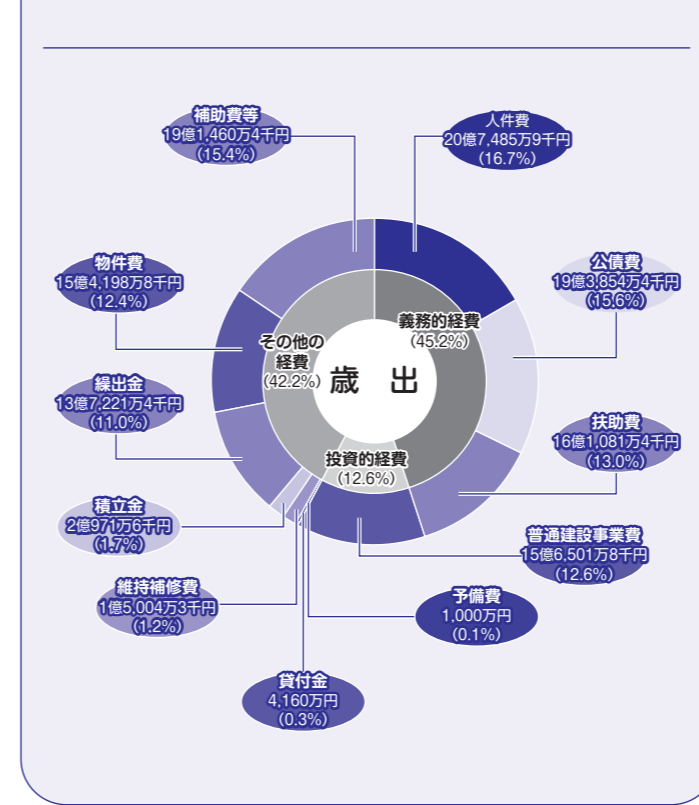 補助費等
19億1,460万4千円
(15.4%)
人件費
20億7,485万9千円
(16.7%)
物件費
15億4,198万8千円
(12.4%)
公債費
19億3,854万4千円
(15.6%)
義務的経費
(45.2%)
その他の
経費
(42.2%)
歳 出
繰出金
13億7,221万4千円
(11.0%)
扶助費
16億1,081万4千円
(13.0%)
投資的経費
(12.6%)
積立金
2億971万6千円
(1.7%)
普通建設事業費
15億6,501万8千円
(12.6%)
維持補修費
1億5,004万3千円
(1.2%)
予備費
1,000万円
(0.1%)
貸付金
4,160万円
(0.3%)